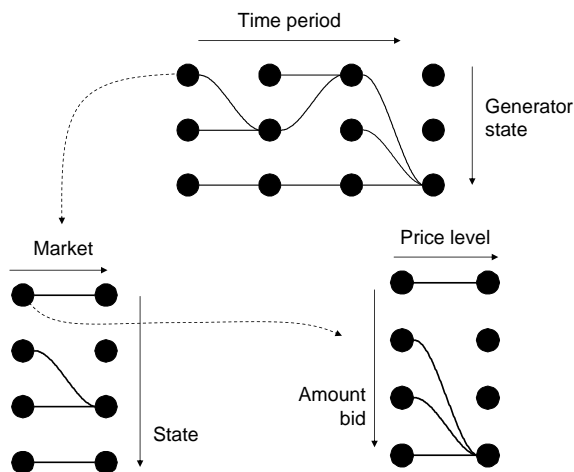 Time period
Generator
state
Market
Price level
Amount
bid
State